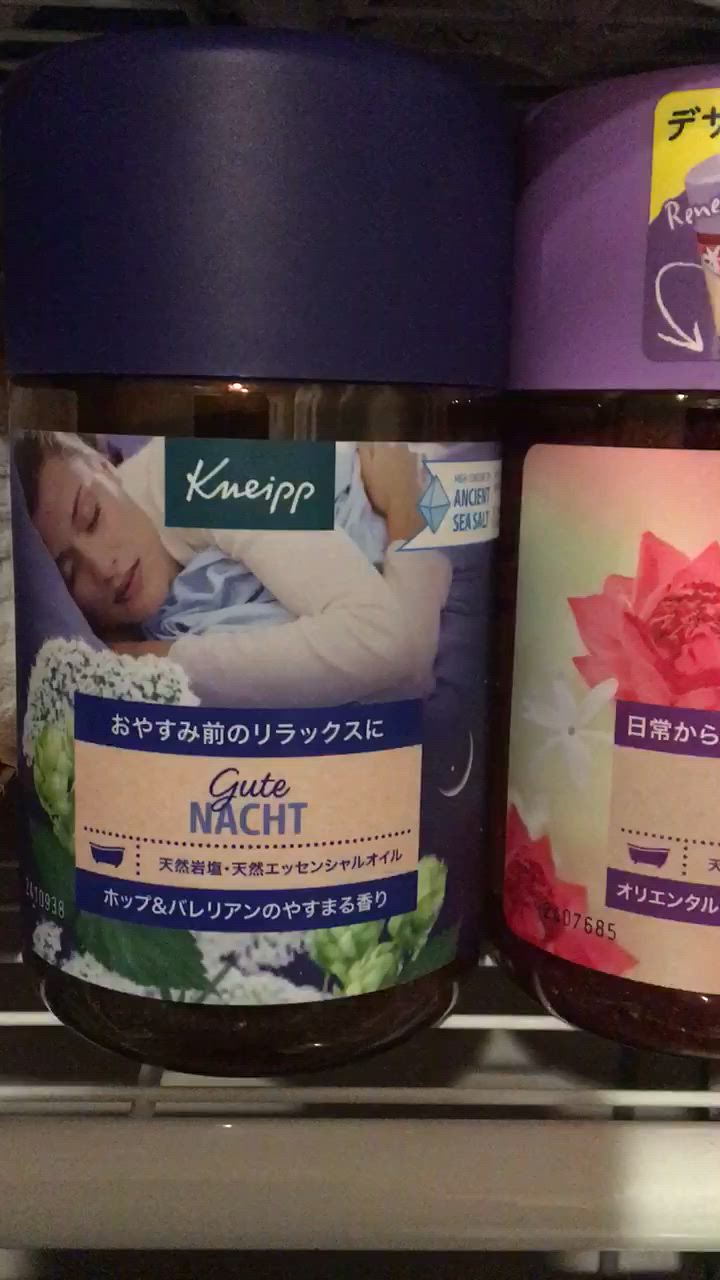 Kneipp
ANCIENT
SEA SALT
おやすみ前のリラックスに
Gute
NACHT
天然岩塩・天然エッセンシャルオイル
ホップ&バレリアンのやすまる香り
デサ
Rene
日常から
天
オリエンタル
2407685